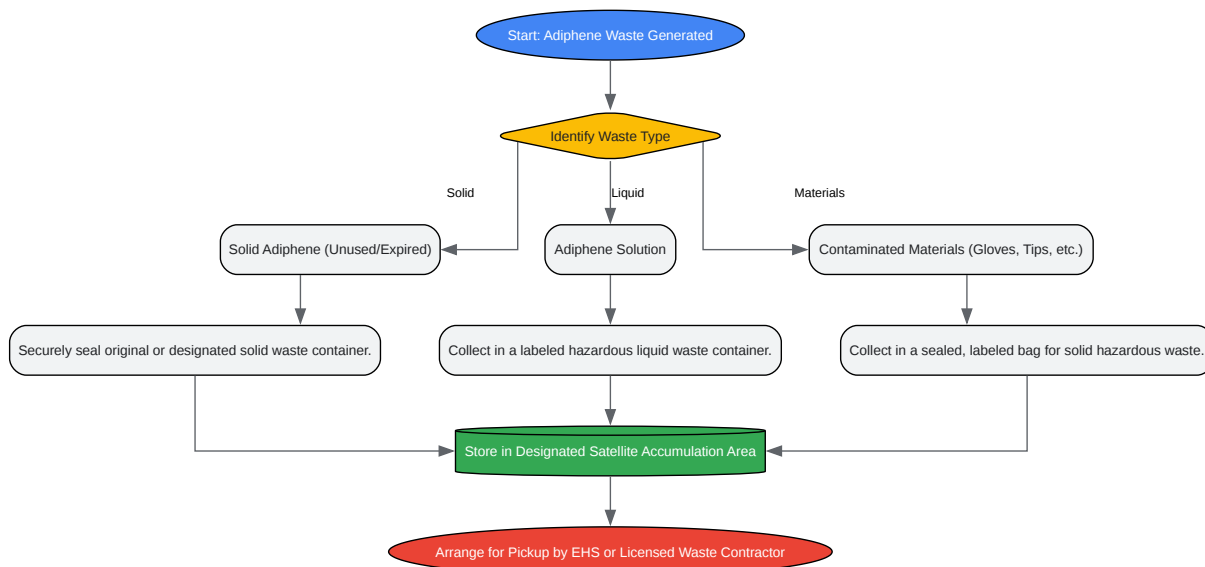 Start: Adiphene Waste Generated
Identify Waste Type
Solid
Liquid
Materials
Solid Adiphene (Unused/Expired)
Adiphene Solution
Contaminated Materials (Gloves, Tips, etc.)
Securely seal original or designated solid waste container.
Collect in a labeled hazardous liquid waste container.
Collect in a sealed, labeled bag for solid hazardous waste.
Store in Designated Satellite Accumulation Area
Arrange for Pickup by EHS or Licensed Waste Contractor